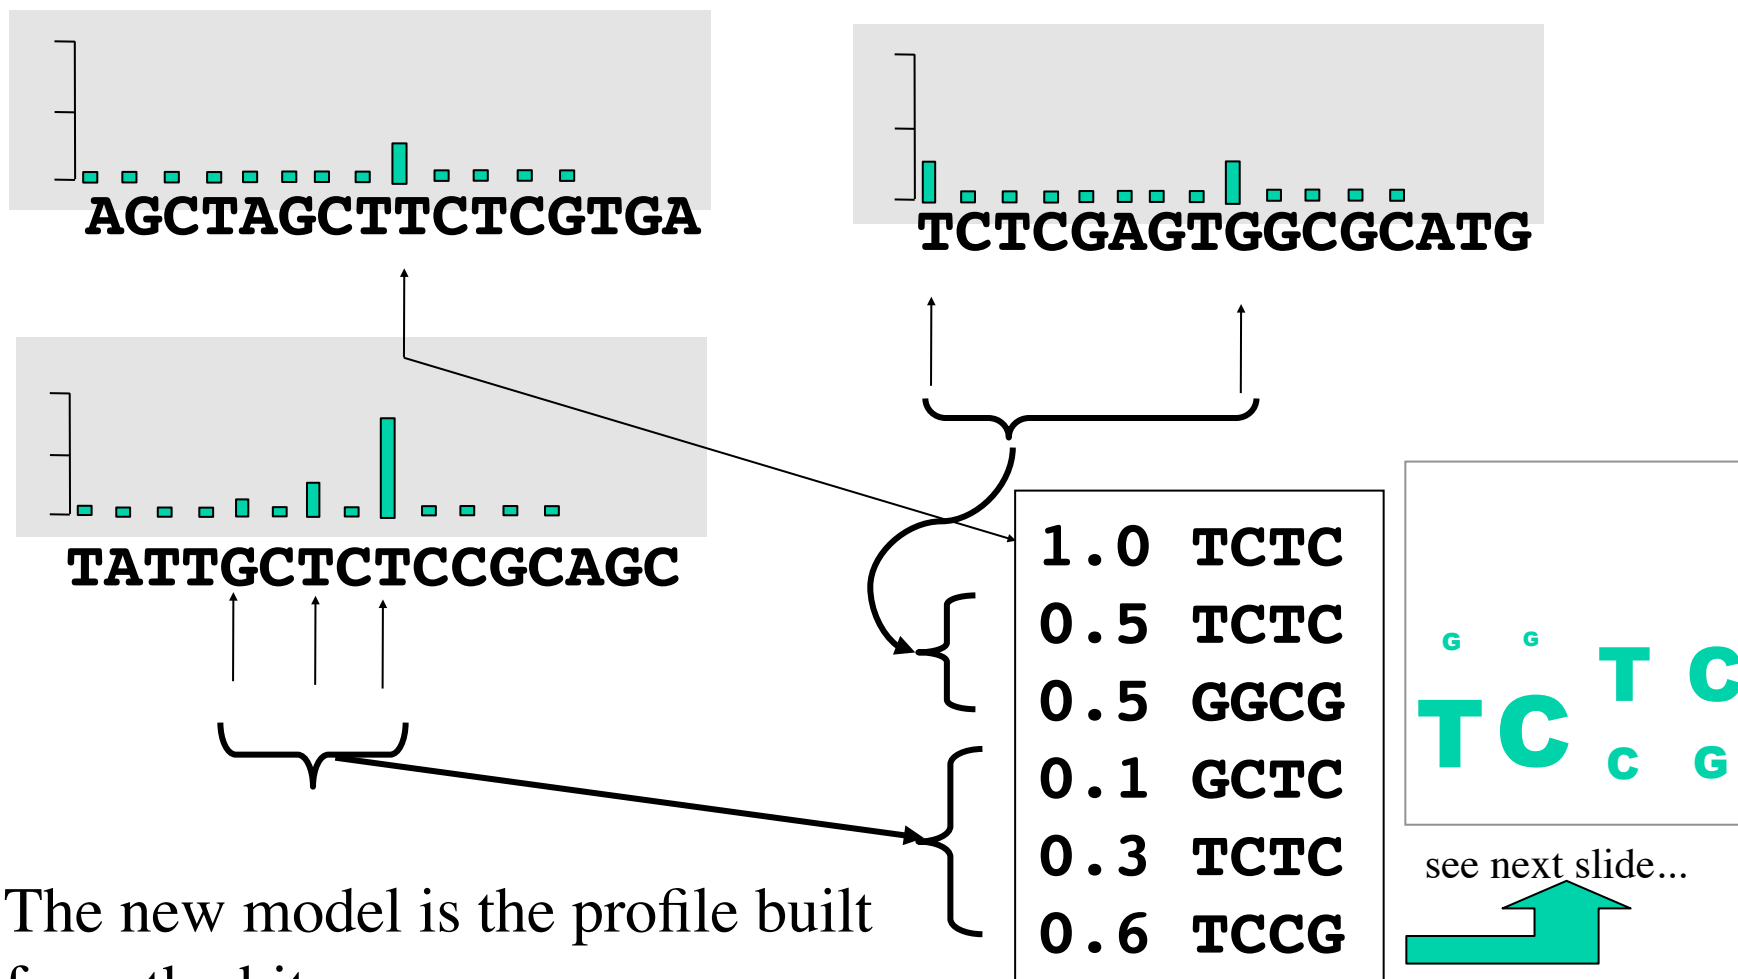 AGCTAGCTTCTCGTGA
TCTCGAGTGGCGCATG
TATTGCTCTCCGCAGC
1.0 TCTC
0.5 TCTC
0.5 GGCG
0.1 GCTC
0.3 TCTC
0.6 TCCG
G G
T C
T C
C G
see next slide...
The new model is the profile built